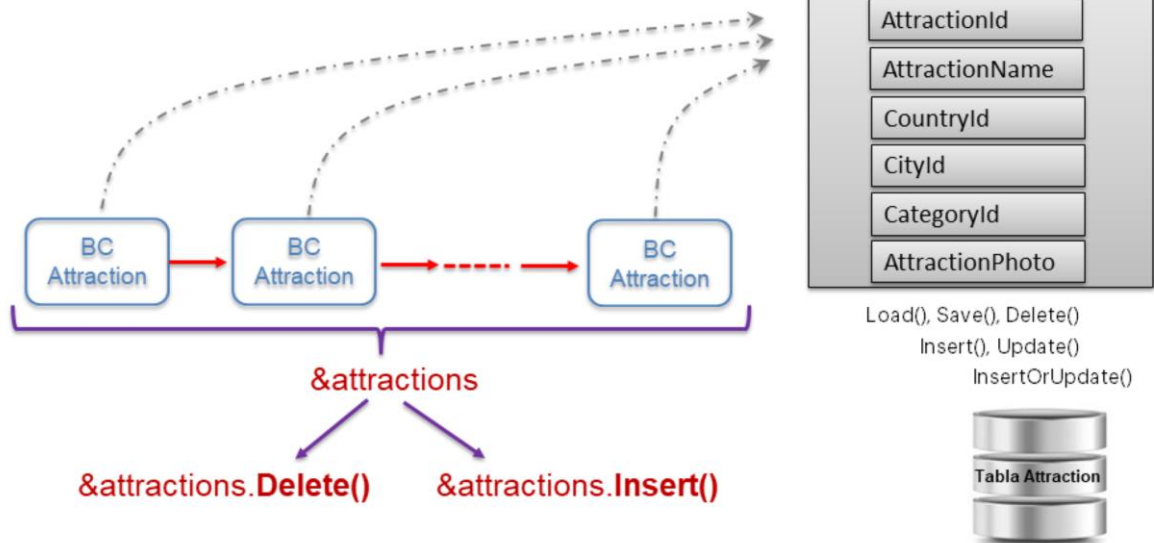 AttractionId
AttractionName
CountryId
CityId
CategoryId
AttractionPhoto
BC
Attraction
BC
Attraction
BC
Attraction
Load(), Save(), Delete()
Insert(), Update()
InsertOrUpdate()
&attractions
&attractions.Delete()
&attractions.Insert()
Tabla Attraction